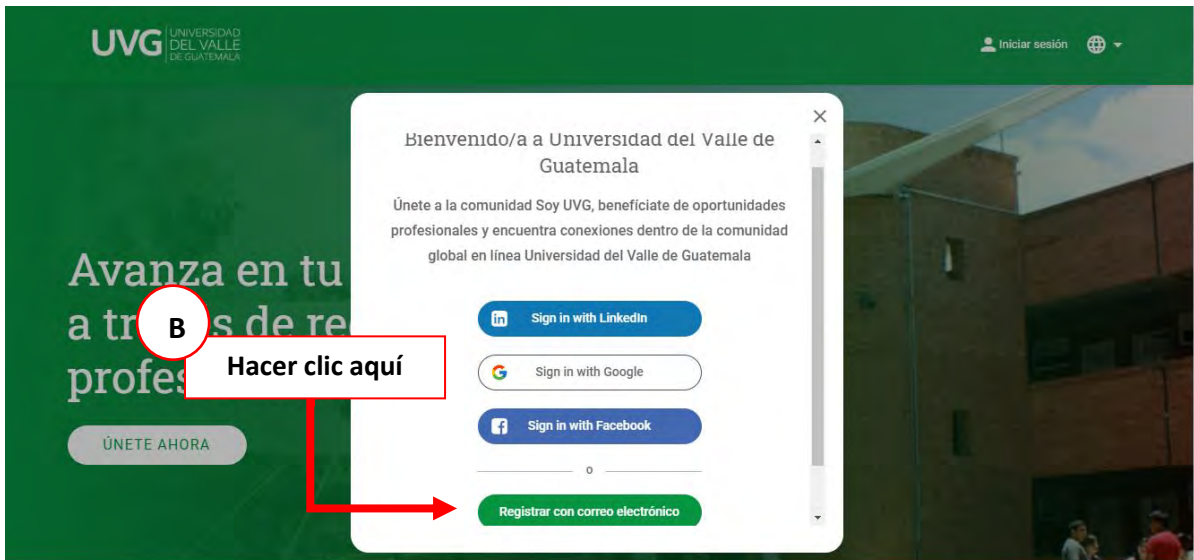 UVG UNIVERSIDAD
DEL VALLE
DE GUATEMALA
Iniciar sesión
Bienvenido/a a Universidad del Valle de
Guatemala
Únete a la comunidad Soy UVG, benefíciate de oportunidades
profesionales y encuentra conexiones dentro de la comunidad
global en línea Universidad del Valle de Guatemala
Avanza en tu
a tr s de re
B
Hacer clic aquí
profes
ÚNETE AHORA
in Sign in with LinkedIn
G Sign in with Google
f Sign in with Facebook
o
Registrar con correo electrónico